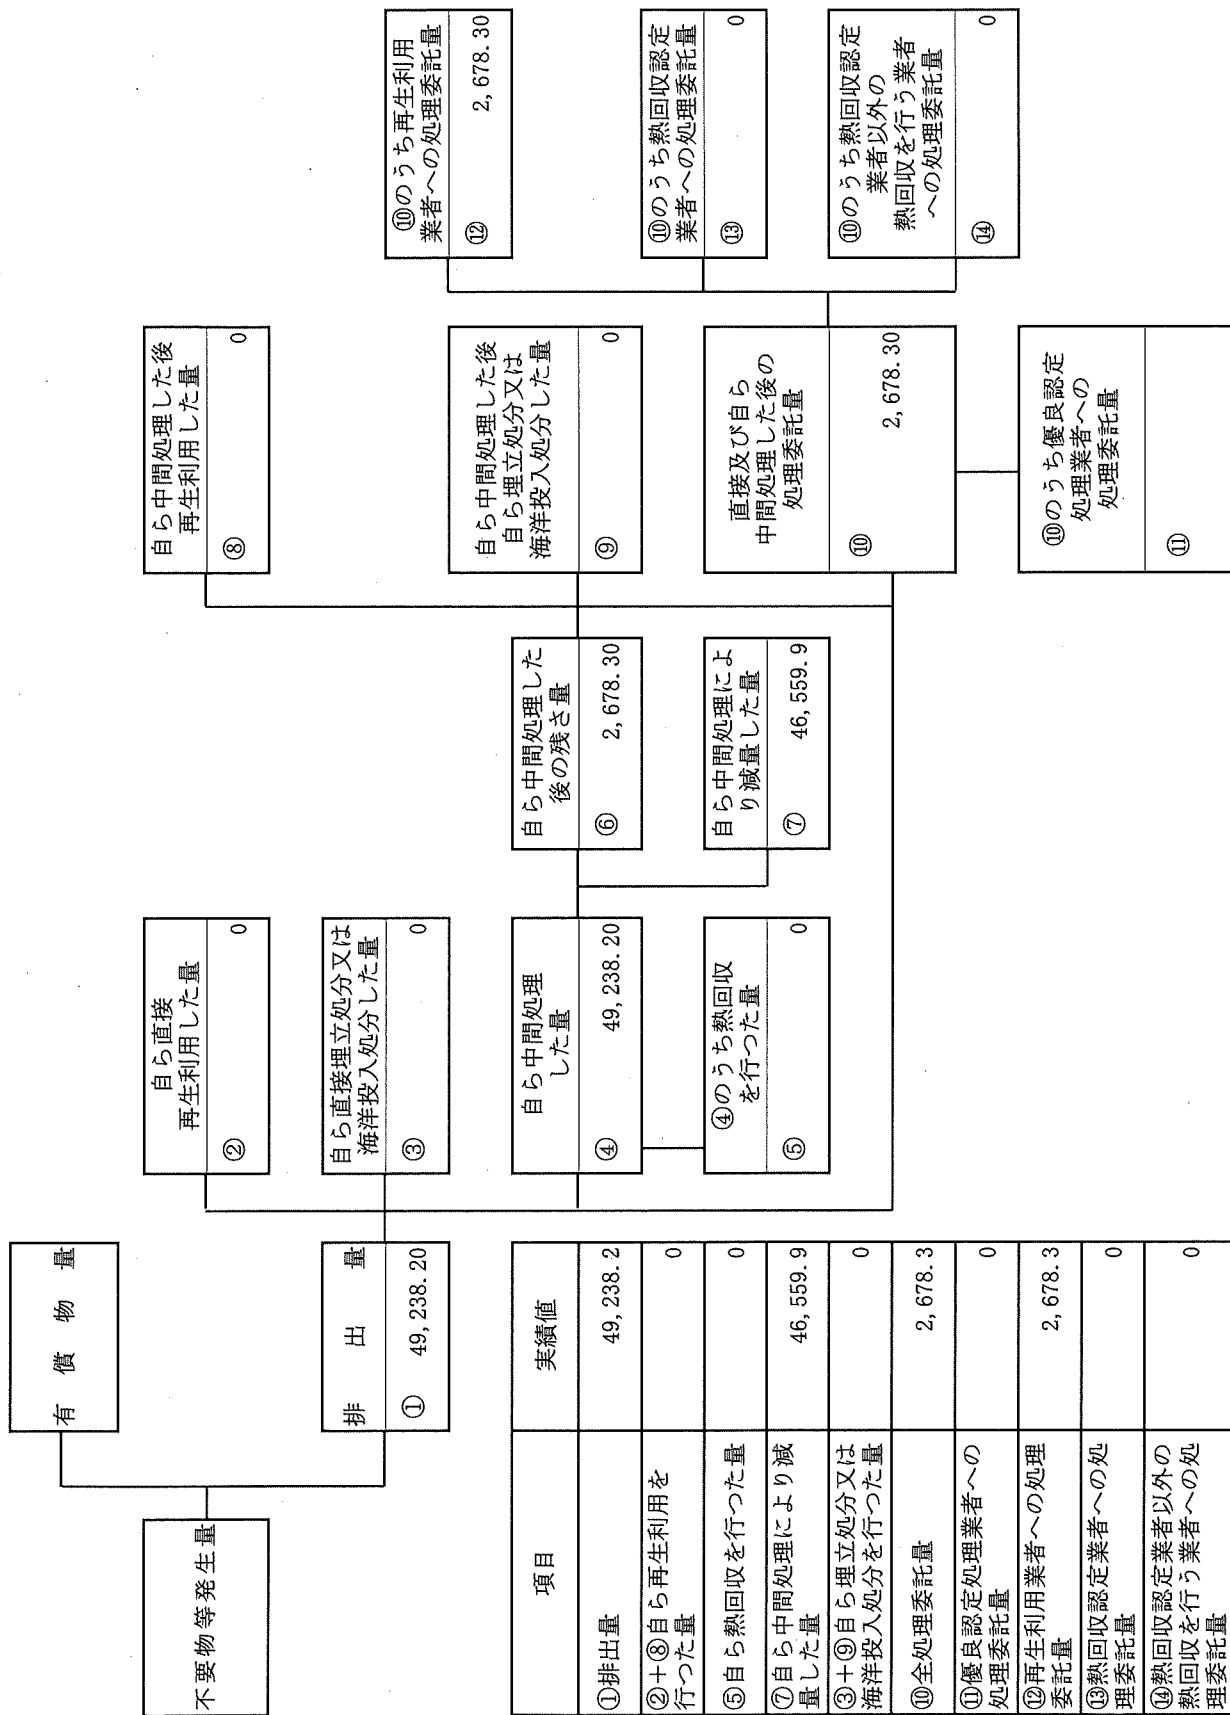 不要物等発生量
有償物量
排出量
① 49,238.20
自ら直接
再生利用した量
② 0
自ら直接埋立処分又は
海洋投入処分した量
③ 0
自ら中間処理
した量
④ 49,238.20
④のうち熱回収
を行つた量
⑤ 0
自ら中間処理した
後の残さ量
⑥ 2,678.30
自ら中間処理によ
り減量した量
⑦ 46,559.9
自ら中間処理した後
再生利用した量
⑧ 0
自ら中間処理した後
自ら埋立処分又は
海洋投入処分した量
⑨ 0
直接及び自ら
中間処理した後の
処理委託量
⑩ 2,678.30
⑩のうち優良認定
処理業者への
処理委託量
⑪
⑩のうち再生利用
業者への処理委託量
⑫ 2,678.30
⑩のうち熱回収認定
業者への処理委託量
⑬ 0
⑩のうち熱回収認定
業者以外の
熱回収を行う業者
への処理委託量
⑭ 0
項目 実績値
①排出量 49,238.2
②+⑧自ら再生利用を
行つた量 0
⑤自ら熱回収を行つた量 0
⑦自ら中間処理により減
量した量 46,559.9
③+⑨自ら埋立処分又は
海洋投入処分を行つた量 0
⑩全処理委託量 2,678.3
⑪優良認定処理業者への
処理委託量 0
⑫再生利用業者への処理
委託量 2,678.3
⑬熱回収認定業者への処
理委託量 0
⑭熱回収認定業者以外の
熱回収を行う業者への処
理委託量 0